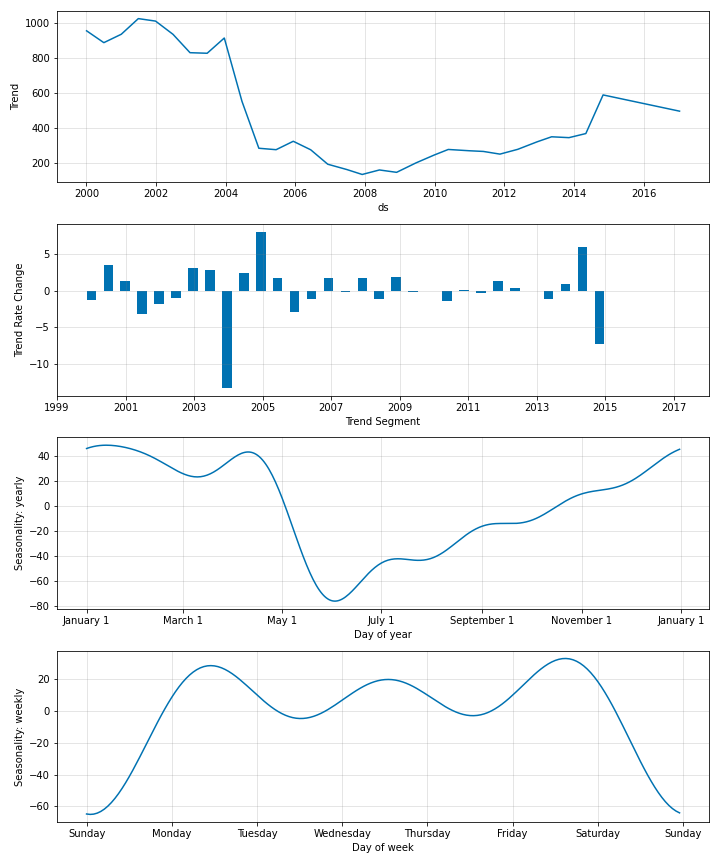 Trend
1000
800
600
400
200
2000 2002 2004 2006 2008 2010 2012 2014 2016
ds
Trend Rate Change
5
0
−5
−10
1999 2001 2003 2005 2007 2009 2011 2013 2015 2017
Trend Segment
Seasonality: yearly
40
20
0
−20
−40
−60
−80
January 1 March 1 May 1 July 1 September 1 November 1 January 1
Day of year
Seasonality: weekly
20
0
−20
−40
−60
Sunday Monday Tuesday Wednesday Thursday Friday Saturday Sunday
Day of week